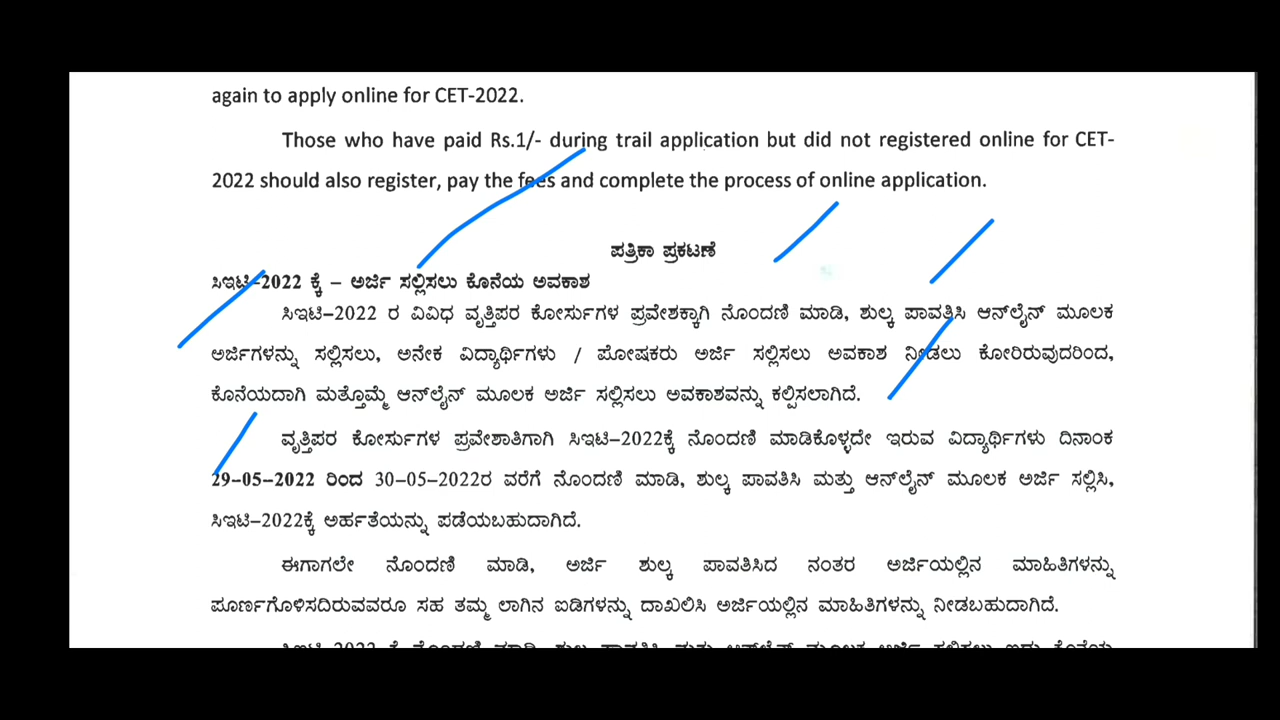 again to apply online for CET-2022.
Those who have paid Rs.1/- during trail application but did not registered online for CET-
2022 should also register, pay the fees and complete the process of online application.
ಪತ್ರಿಕಾ ಪ್ರಕಟಣೆ
ಸಿಇಟಿ-2022 ಕ್ಕೆ – ಅರ್ಜಿ ಸಲ್ಲಿಸಲು ಕೊನೆಯ ಅವಕಾಶ
ಸಿಇಟಿ–2022 ರ ವಿವಿಧ ವೃತ್ತಿಪರ ಕೋರ್ಸುಗಳ ಪ್ರವೇಶಕ್ಕಾಗಿ ನೊಂದಣಿ ಮಾಡಿ, ಶುಲ್ಕ ಪಾವತಿಸಿ ಆನ್‌ಲೈನ್ ಮೂಲಕ
ಅರ್ಜಿಗಳನ್ನು ಸಲ್ಲಿಸಲು, ಅನೇಕ ವಿದ್ಯಾರ್ಥಿಗಳು / ಪೋಷಕರು ಅರ್ಜಿ ಸಲ್ಲಿಸಲು ಅವಕಾಶ ನೀಡಲು ಕೋರಿರುವುದರಿಂದ,
ಕೊನೆಯದಾಗಿ ಮತ್ತೊಮ್ಮೆ ಆನ್‌ಲೈನ್ ಮೂಲಕ ಅರ್ಜಿ ಸಲ್ಲಿಸಲು ಅವಕಾಶವನ್ನು ಕಲ್ಪಿಸಲಾಗಿದೆ.
ವೃತ್ತಿಪರ ಕೋರ್ಸುಗಳ ಪ್ರವೇಶಾತಿಗಾಗಿ ಸಿಇಟಿ–2022ಕ್ಕೆ ನೊಂದಣಿ ಮಾಡಿಕೊಳ್ಳದೇ ಇರುವ ವಿದ್ಯಾರ್ಥಿಗಳು ದಿನಾಂಕ
29–05–2022 ರಿಂದ 30–05–2022ರ ವರೆಗೆ ನೊಂದಣಿ ಮಾಡಿ, ಶುಲ್ಕ ಪಾವತಿಸಿ ಮತ್ತು ಆನ್‌ಲೈನ್ ಮೂಲಕ ಅರ್ಜಿ ಸಲ್ಲಿಸಿ,
ಸಿಇಟಿ–2022ಕ್ಕೆ ಅರ್ಹತೆಯನ್ನು ಪಡೆಯಬಹುದಾಗಿದೆ.
ಈಗಾಗಲೇ ನೊಂದಣಿ ಮಾಡಿ, ಅರ್ಜಿ ಶುಲ್ಕ ಪಾವತಿಸಿದ ನಂತರ ಅರ್ಜಿಯಲ್ಲಿನ ಮಾಹಿತಿಗಳನ್ನು
ಪೂರ್ಣಗೊಳಿಸದಿರುವವರೂ ಸಹ ತಮ್ಮ ಲಾಗಿನ ಐಡಿಗಳನ್ನು ದಾಖಲಿಸಿ ಅರ್ಜಿಯಲ್ಲಿನ ಮಾಹಿತಿಗಳನ್ನು ನೀಡಬಹುದಾಗಿದೆ.